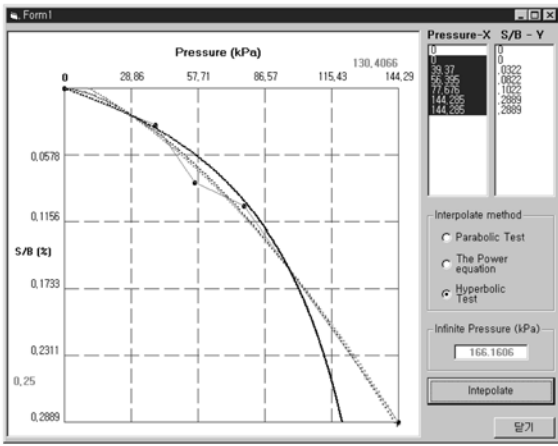 Form1
Pressure (kPa)
130,4066
0 28,86 57,71 86,57 115,43 144,29
0
0,0578
0,1156
S/B (%)
0,1733
0,2311
0,25
0,2889
Pressure-X S/B - Y
0 0
0 0
39,37 ,0322
56,395 ,0822
77,676 ,1022
144,285 ,2889
144,285 ,2889
Interpolate method
Parabolic Test
The Power
equation
Hyperbolic
Test
Infinite Pressure (kPa)
166.1606
Intepolate
닫기